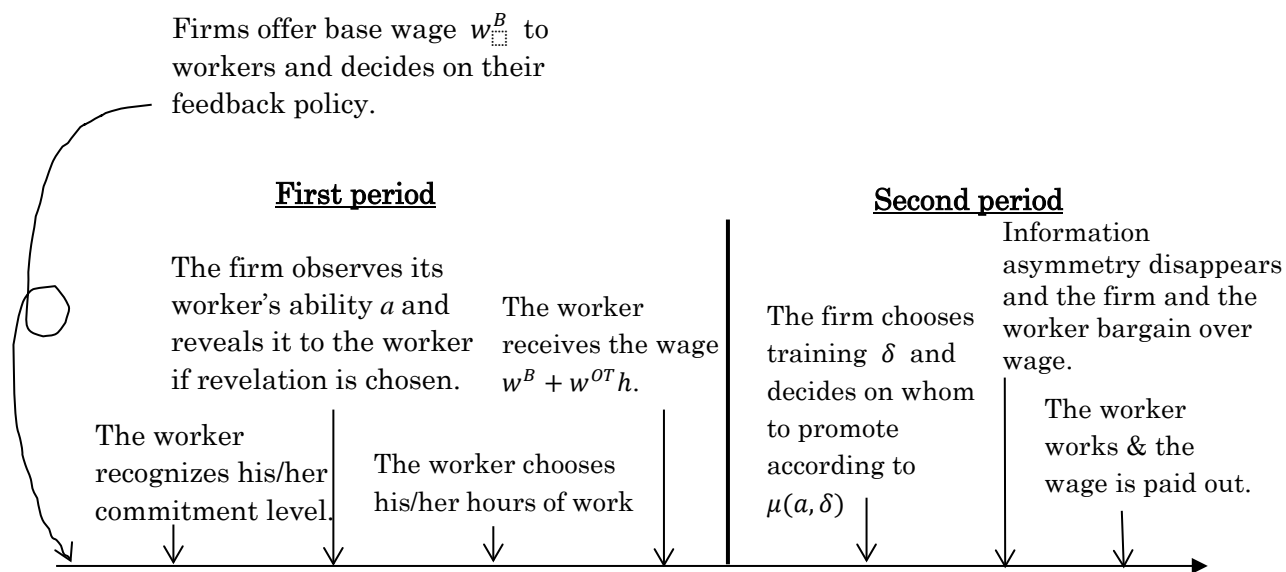 Firms offer base wage w^B to
workers and decides on their
feedback policy.
First period
Second period
The firm observes its
worker's ability a and
reveals it to the worker
if revelation is chosen.
The worker
receives the wage
w^B + w^{OT}h.
The worker
recognizes his/her
commitment level.
The worker chooses
his/her hours of work
The firm chooses
training δ and
decides on whom
to promote
according to
μ(a, δ)
Information
asymmetry disappears
and the firm and the
worker bargain over
wage.
The worker
works & the
wage is paid out.